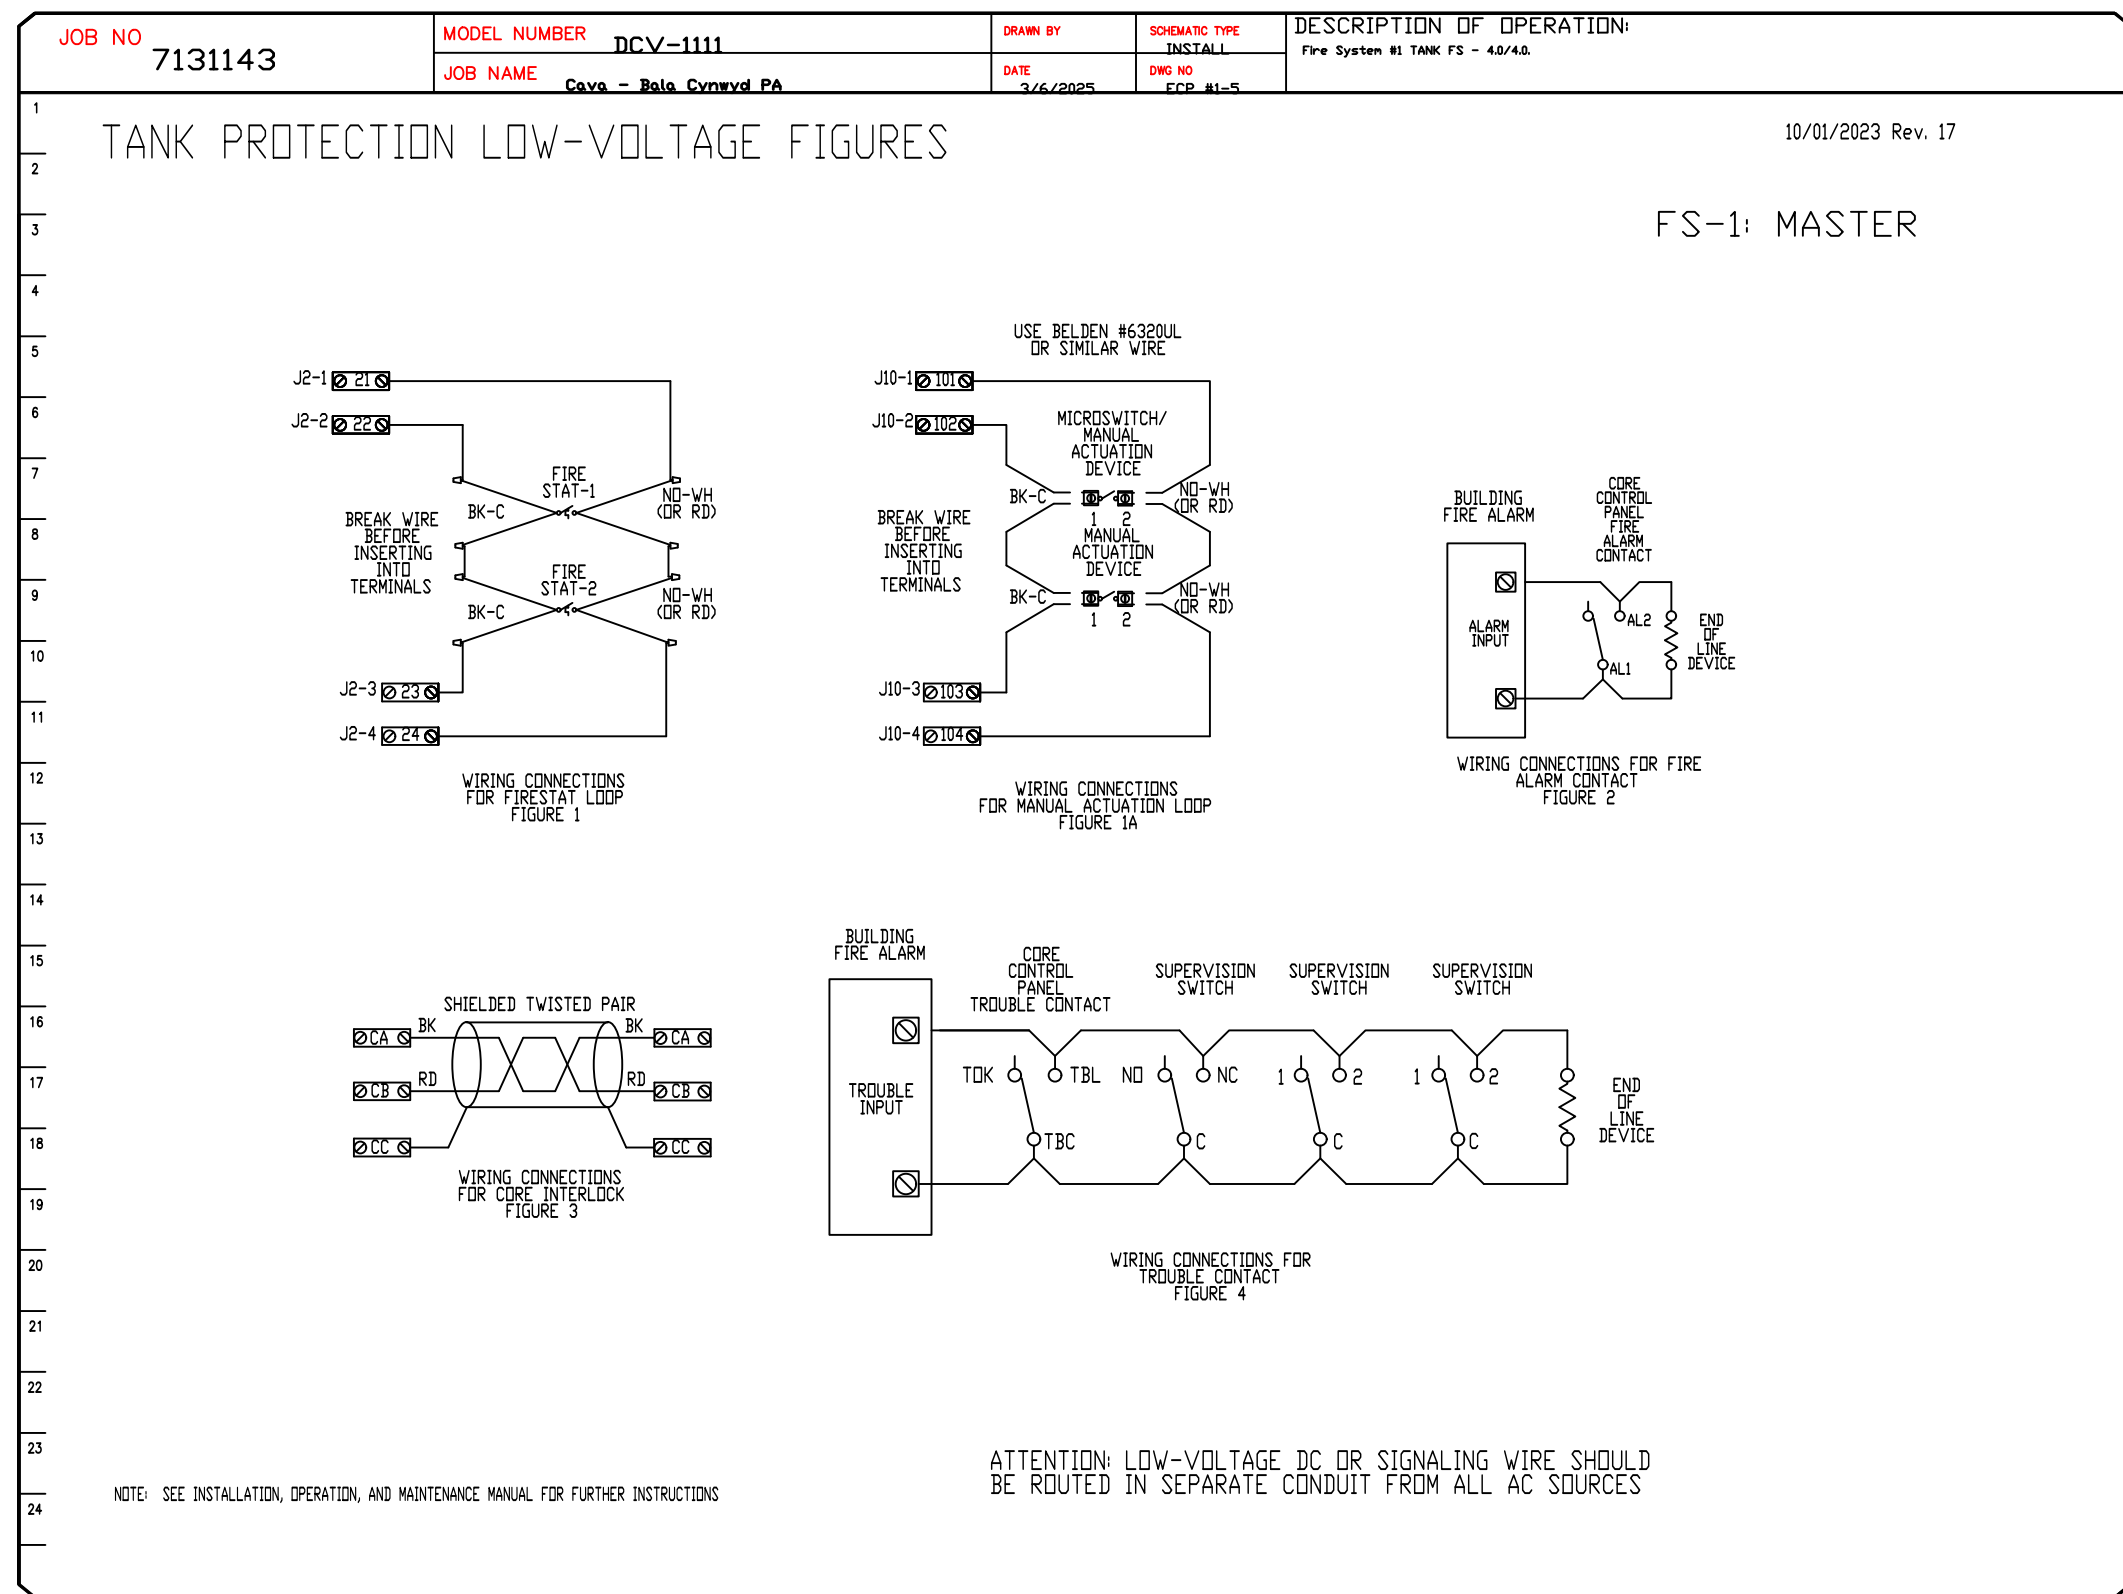 JOB NO
7131143
MODEL NUMBER
DCV-1111
JOB NAME
Cava - Bala Cynwyd PA
DRAWN BY
DATE
3/6/2025
SCHEMATIC TYPE
INSTALL
DWG NO
ECP #1-5
DESCRIPTION OF OPERATION:
Fire System #1 TANK FS - 4.0/4.0.
1
2
3
4
5
6
7
8
9
10
11
12
13
14
15
16
17
18
19
20
21
22
23
24
TANK PROTECTION LOW-VOLTAGE FIGURES
10/01/2023 Rev. 17
FS-1: MASTER
J2-1
21
J2-2
22
FIRE
STAT-1
BK-C
NO-WH
(OR RD)
BREAK WIRE
BEFORE
INSERTING
INTO
TERMINALS
FIRE
STAT-2
BK-C
NO-WH
(OR RD)
J2-3
23
J2-4
24
WIRING CONNECTIONS
FOR FIRESTAT LOOP
FIGURE 1
USE BELDEN #6320UL
OR SIMILAR WIRE
J10-1
101
J10-2
102
MICROSWITCH/
MANUAL
ACTUATION
DEVICE
BK-C
NO-WH
(OR RD)
1
2
BREAK WIRE
BEFORE
INSERTING
INTO
TERMINALS
MANUAL
ACTUATION
DEVICE
BK-C
NO-WH
(OR RD)
1
2
J10-3
103
J10-4
104
WIRING CONNECTIONS
FOR MANUAL ACTUATION LOOP
FIGURE 1A
BUILDING
FIRE ALARM
CORE
CONTROL
PANEL
FIRE
ALARM
CONTACT
ALARM
INPUT
AL2
AL1
END
OF
LINE
DEVICE
WIRING CONNECTIONS FOR FIRE
ALARM CONTACT
FIGURE 2
SHIELDED TWISTED PAIR
CA
BK
BK
CA
CB
RD
RD
CB
CC
CC
WIRING CONNECTIONS
FOR CORE INTERLOCK
FIGURE 3
BUILDING
FIRE ALARM
CORE
CONTROL
PANEL
TROUBLE CONTACT
SUPERVISION
SWITCH
SUPERVISION
SWITCH
SUPERVISION
SWITCH
TROUBLE
INPUT
TOK
TBL
NO
NC
1
2
1
2
TBC
C
C
C
END
OF
LINE
DEVICE
WIRING CONNECTIONS FOR
TROUBLE CONTACT
FIGURE 4
ATTENTION: LOW-VOLTAGE DC OR SIGNALING WIRE SHOULD
BE ROUTED IN SEPARATE CONDUIT FROM ALL AC SOURCES
NOTE: SEE INSTALLATION, OPERATION, AND MAINTENANCE MANUAL FOR FURTHER INSTRUCTIONS